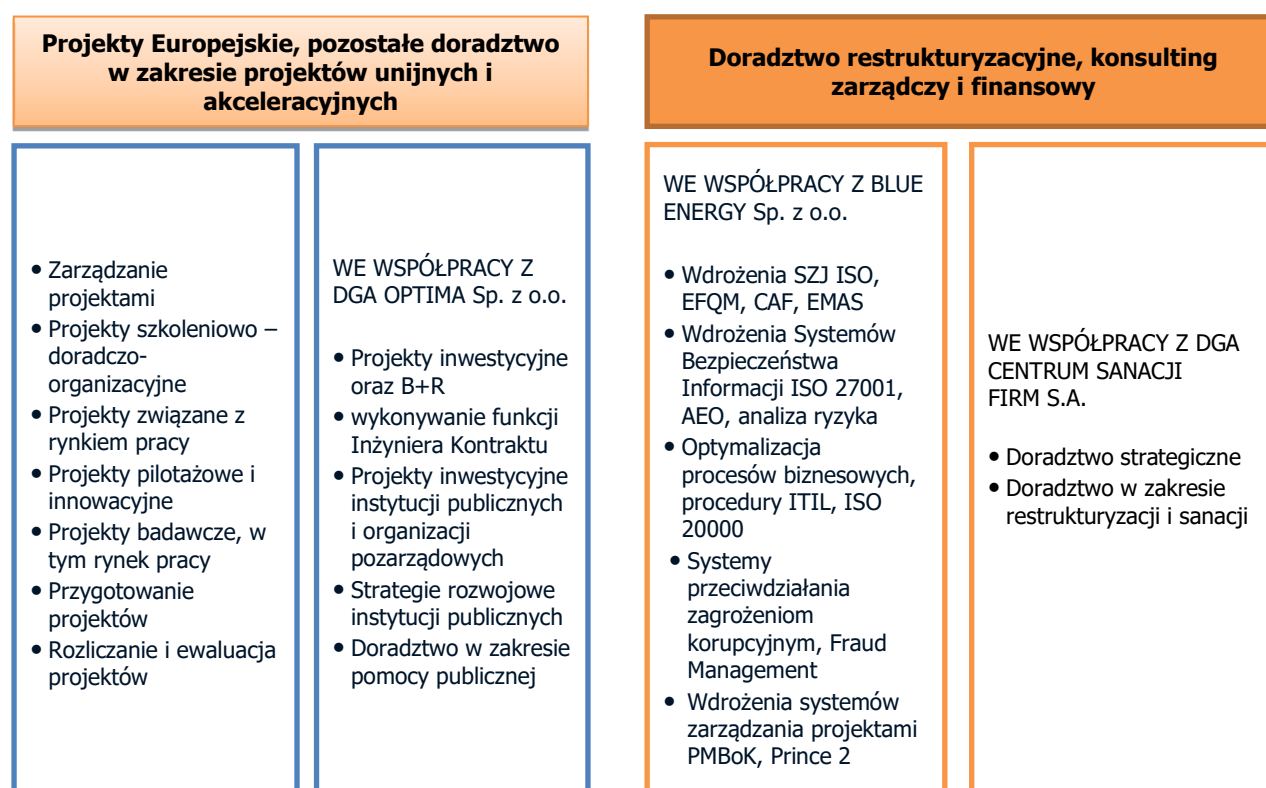 Projekty Europejskie, pozostałe doradztwo
w zakresie projektów unijnych i
akceleracyjnych
• Zarządzanie
projektami
• Projekty szkoleniowo –
doradczo-
organizacyjne
• Projekty związane z
rynkiem pracy
• Projekty pilotażowe i
innowacyjne
• Projekty badawcze, w
tym rynek pracy
• Przygotowanie
projektów
• Rozliczanie i ewaluacja
projektów
WE WSPÓŁPRACY Z
DGA OPTIMA Sp. z o.o.
• Projekty inwestycyjne
oraz B+R
• wykonywanie funkcji
Inżyniera Kontraktu
• Projekty inwestycyjne
instytucji publicznych
i organizacji
pozarządowych
• Strategie rozwojowe
instytucji publicznych
• Doradztwo w zakresie
pomocy publicznej
Doradztwo restrukturyzacyjne, konsulting
zarządczy i finansowy
WE WSPÓŁPRACY Z BLUE
ENERGY Sp. z o.o.
• Wdrożenia SZJ ISO,
EFQM, CAF, EMAS
• Wdrożenia Systemów
Bezpieczeństwa
Informacji ISO 27001,
AEO, analiza ryzyka
• Optymalizacja
procesów biznesowych,
procedury ITIL, ISO
20000
• Systemy
przeciwdziałania
zagrożeniom
korupcyjnym, Fraud
Management
• Wdrożenia systemów
zarządzania projektami
PMBoK, Prince 2
WE WSPÓŁPRACY Z DGA
CENTRUM SANACJI
FIRM S.A.
• Doradztwo strategiczne
• Doradztwo w zakresie
restrukturyzacji i sanacji